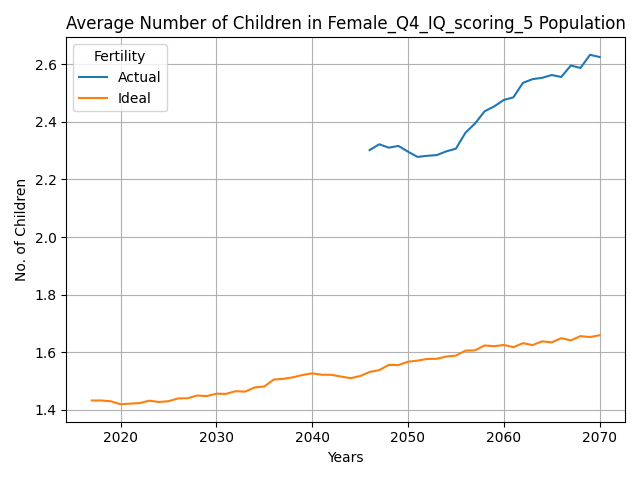 Average Number of Children in Female_Q4_IQ_scoring_5 Population
Fertility
Actual
Ideal
No. of Children
2.6
2.4
2.2
2.0
1.8
1.6
1.4
2020
2030
2040
2050
2060
2070
Years